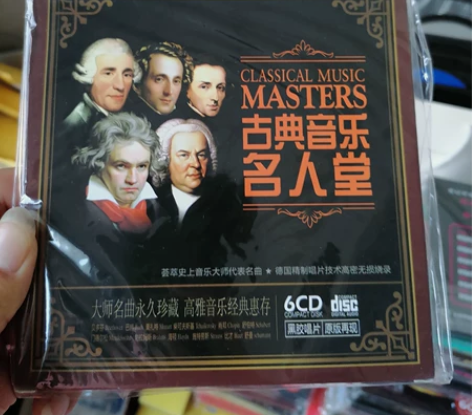 CLASSICAL MUSIC
MASTERS
古典音乐
名人堂
荟萃史上音乐大师代表名曲 ★ 德国精制唱片技术高密无损烧录
大师名曲永久珍藏 高雅音乐经典惠存
6CD
COMPACT DISK
COMPACT
disc
DIGITAL AUDIO
黑胶唱片 原版再现